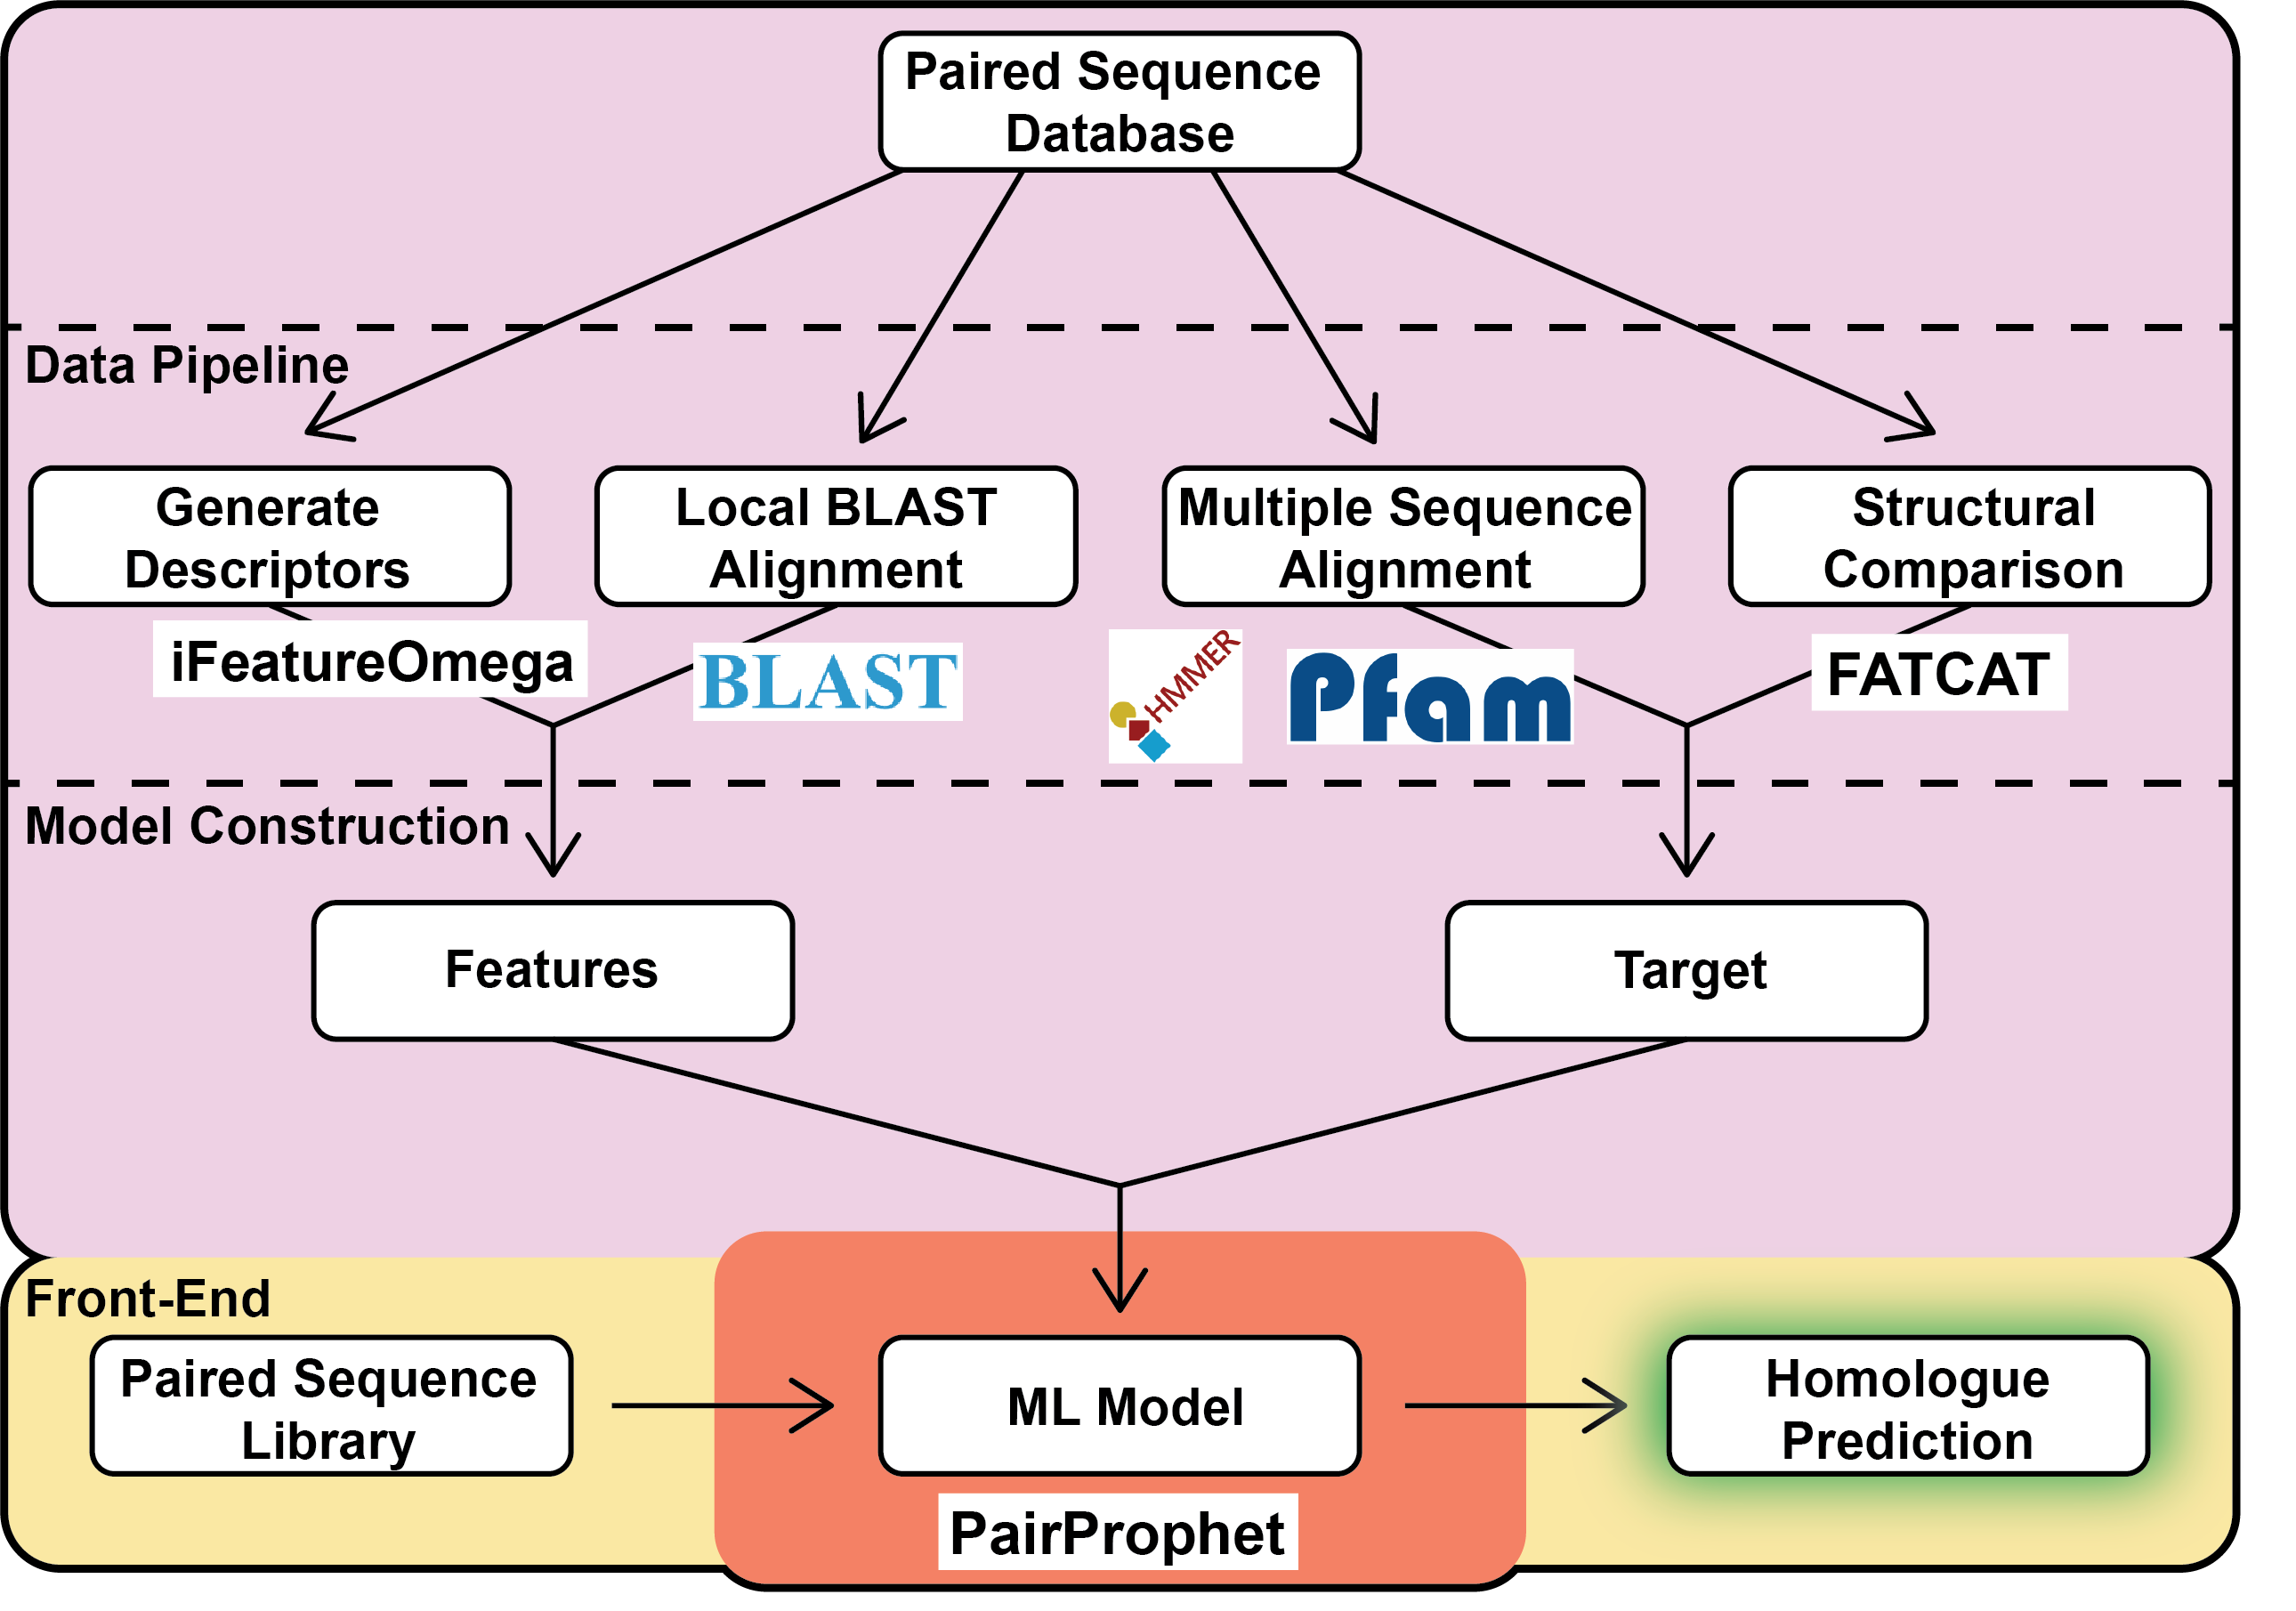 Paired Sequence
Database
Data Pipeline
Generate
Descriptors
Local BLAST
Alignment
Multiple Sequence
Alignment
Structural
Comparison
iFeatureOmega
BLAST
HMMER
Pfam
FATCAT
Model Construction
Features
Target
Front-End
Paired Sequence
Library
ML Model
Homologue
Prediction
PairProphet